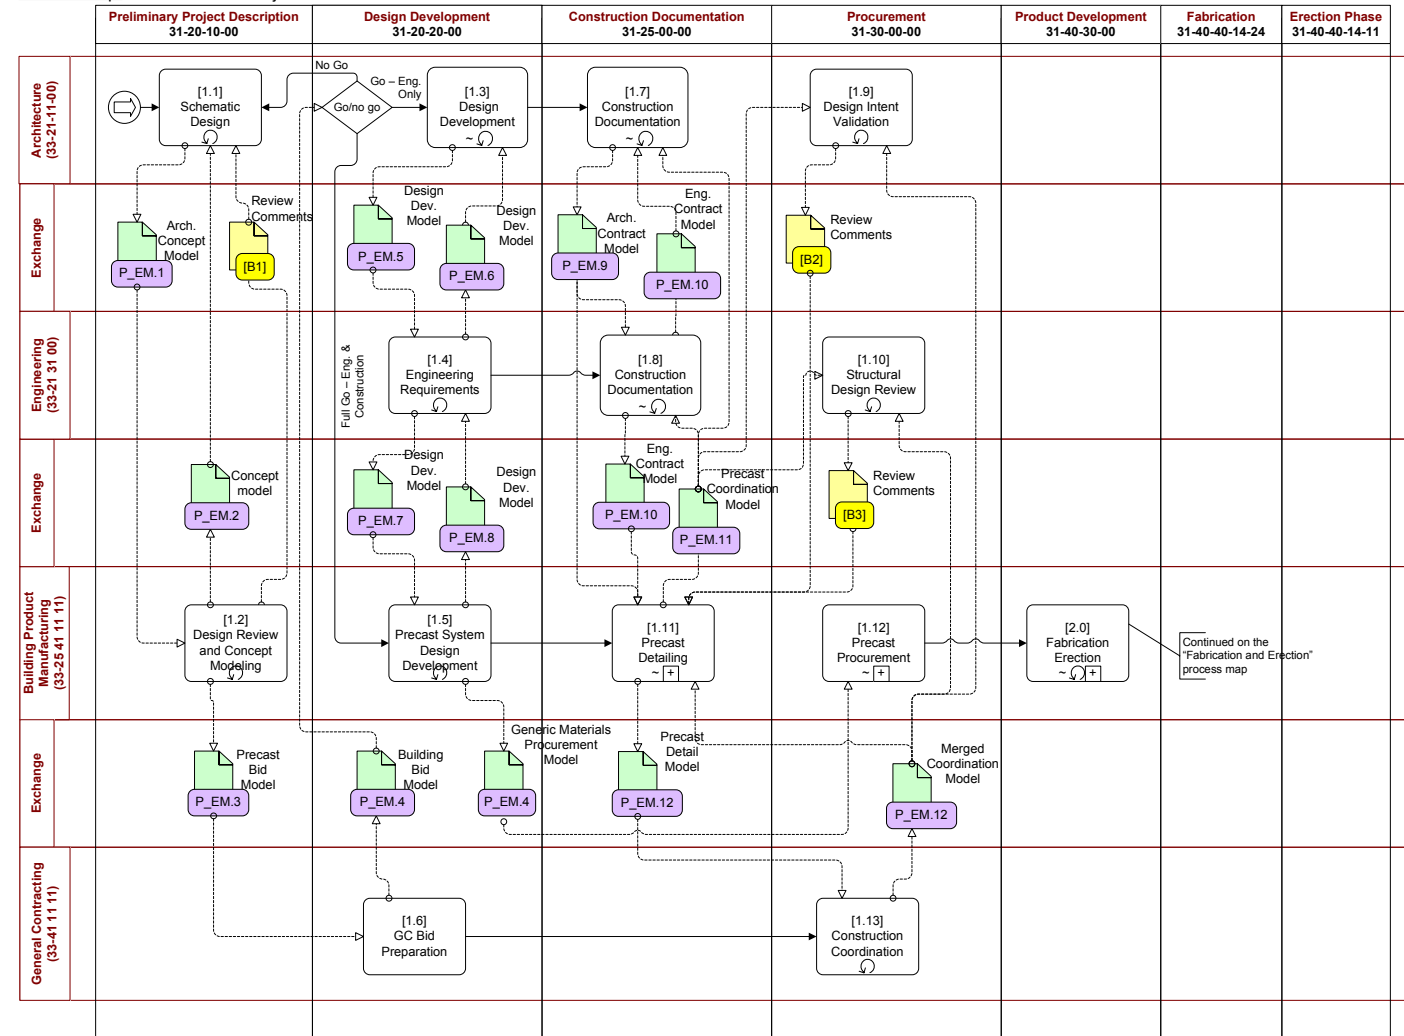 Preliminary Project Description
31-20-10-00
Design Development
31-20-20-00
Construction Documentation
31-25-00-00
Procurement
31-30-00-00
Product Development
31-40-30-00
Fabrication
31-40-40-14-24
Erection Phase
31-40-40-14-11
Architecture
(33-21-11-00)
[1.1]
Schematic
Design
No Go
Go/no go
Go – Eng.
Only
[1.3]
Design
Development
~
[1.7]
Construction
Documentation
~
[1.9]
Design Intent
Validation
Exchange
Arch.
Concept
Model
P_EM.1
Review
Comments
[B1]
Design
Dev.
Model
P_EM.5
Design
Dev.
Model
P_EM.6
Arch.
Contract
Model
P_EM.9
Eng.
Contract
Model
P_EM.10
Review
Comments
[B2]
Engineering
(33-21 31 00)
Full Go – Eng. &
Construction
[1.4]
Engineering
Requirements
[1.8]
Construction
Documentation
~
[1.10]
Structural
Design Review
Exchange
Concept
model
P_EM.2
Design
Dev.
Model
P_EM.7
Design
Dev.
Model
P_EM.8
Eng.
Contract
Model
P_EM.10
Precast
Coordination
Model
P_EM.11
Review
Comments
[B3]
Building Product
Manufacturing
(33-25 41 11 11)
[1.2]
Design Review
and Concept
Modeling
[1.5]
Precast System
Design
Development
[1.11]
Precast
Detailing
~ +
[1.12]
Precast
Procurement
~ +
[2.0]
Fabrication
Erection
~ +
Continued on the
“Fabrication and Erection”
process map
Exchange
Precast
Bid
Model
P_EM.3
Building
Bid
Model
P_EM.4
Generic Materials
Procurement
Model
P_EM.4
Precast
Detail
Model
P_EM.12
Merged
Coordination
Model
P_EM.12
General Contracting
(33-41 11 11)
[1.6]
GC Bid
Preparation
[1.13]
Construction
Coordination